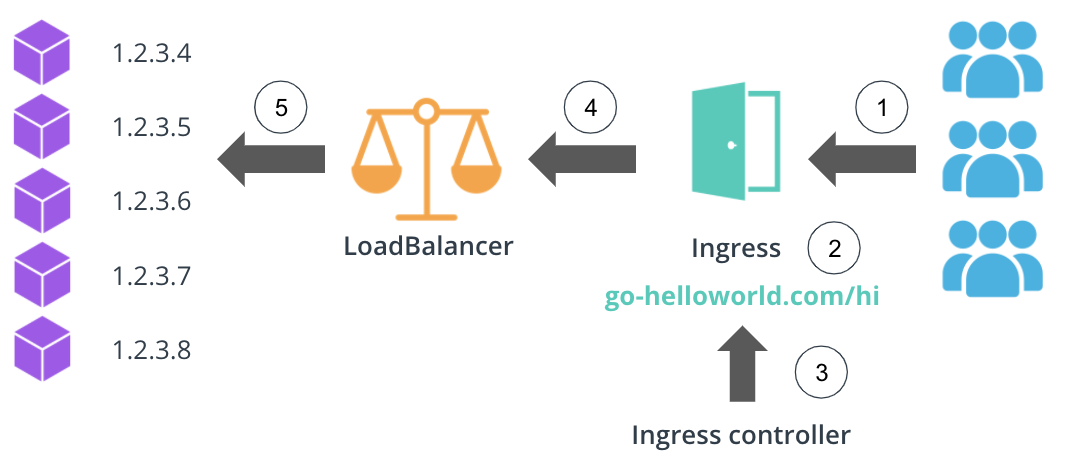 1.2.3.4
1.2.3.5
1.2.3.6
1.2.3.7
1.2.3.8
5
LoadBalancer
4
1
Ingress
2
go-helloworld.com/hi
3
Ingress controller